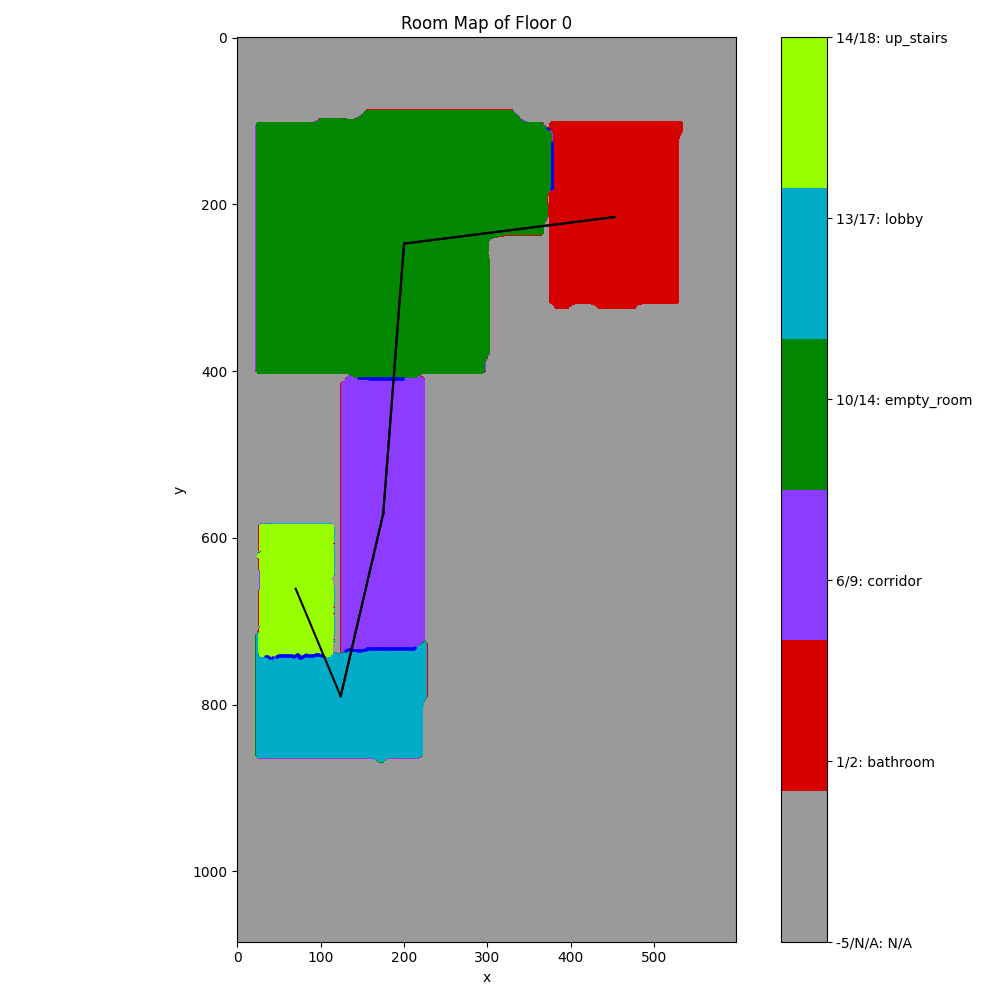 Room Map of Floor 0
0
200
400
600
800
1000
y
0 100 200 300 400 500
x
14/18: up_stairs
13/17: lobby
10/14: empty_room
6/9: corridor
1/2: bathroom
-5/N/A: N/A